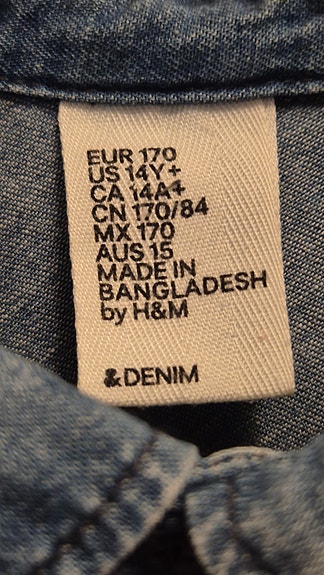 EUR 170
US 14Y+
CA 14A+
CN 170/84
MX 170
AUS 15
MADE IN
BANGLADESH
by H&M
&DENIM